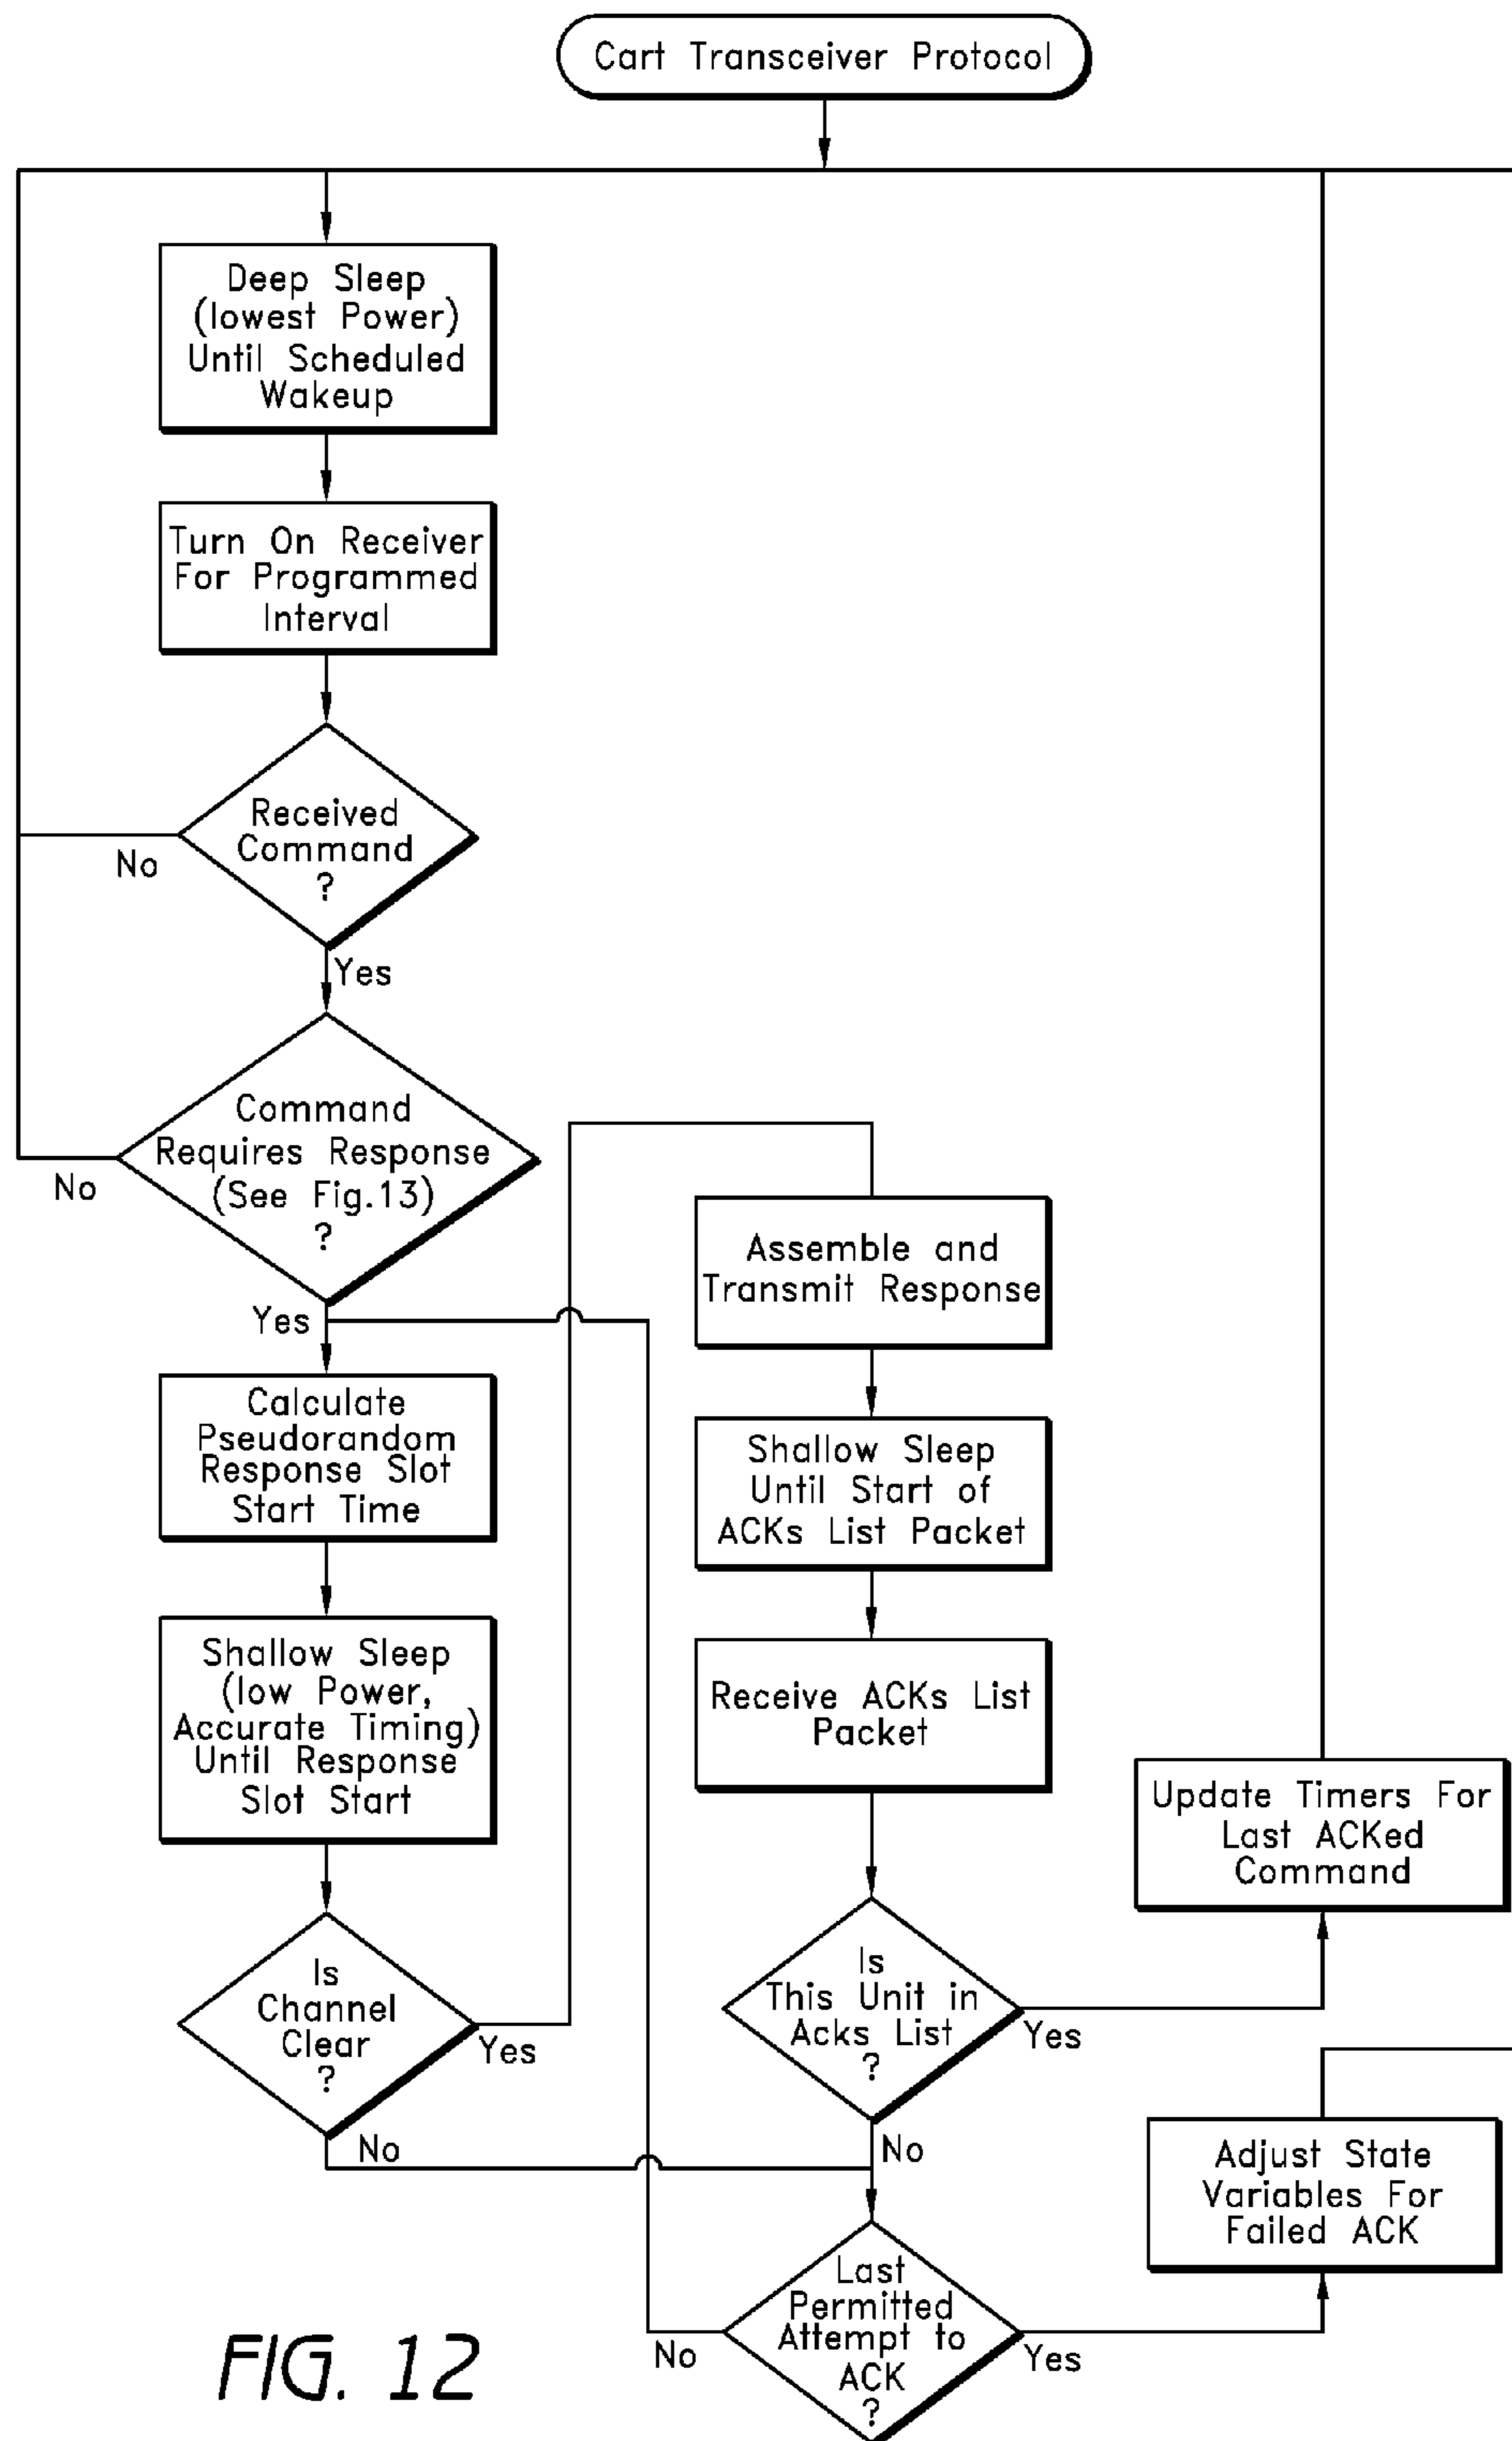 Cart Transceiver Protocol
Deep Sleep
(lowest Power)
Until Scheduled
Wakeup
Turn On Receiver
For Programmed
Interval
Received
Command
?
No
Yes
Command
Requires Response
(See Fig.13)
?
No
Yes
Calculate
Pseudorandom
Response Slot
Start Time
Shallow Sleep
(low Power,
Accurate Timing)
Until Response
Slot Start
Is
Channel
Clear
?
Yes
No
Assemble and
Transmit Response
Shallow Sleep
Until Start of
ACKs List Packet
Receive ACKs List
Packet
Is
This Unit in
Acks List
?
Yes
No
Last
Permitted
Attempt to
ACK
?
No
Yes
Update Timers For
Last ACKed
Command
Adjust State
Variables For
Failed ACK
FIG. 12